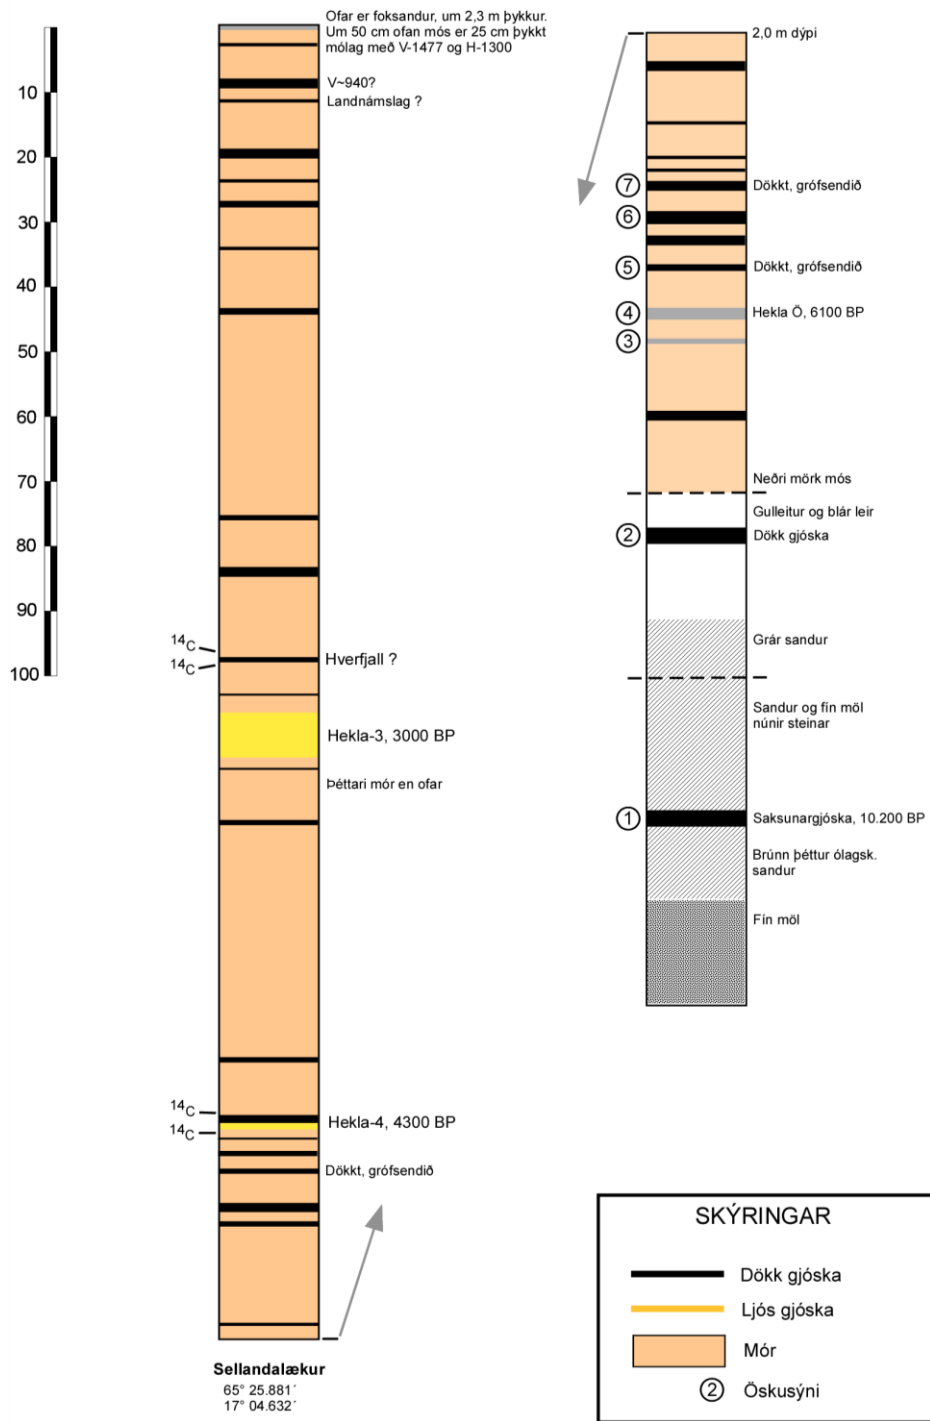 Ofar er foksandur, um 2,3 m þykkur.
Um 50 cm ofan mós er 25 cm þykkt
mólag með V-1477 og H-1300
V~940?
Landnámslag ?
10
20
30
40
50
60
70
80
90
100
14C
14C
Hverfjall ?
Hekla-3, 3000 BP
Þéttari mór en ofar
14C
14C
Hekla-4, 4300 BP
Dökkt, grófsendið
Sellandalækur
65° 25.881´
17° 04.632´
2,0 m dýpi
7
Dökkt, grófsendið
6
5
Dökkt, grófsendið
4
Hekla Ö, 6100 BP
3
Neðri mörk mós
Gulleitur og blár leir
2
Dökk gjóska
Grár sandur
Sandur og fín möl
núnir steinar
1
Saksunargjóska, 10.200 BP
Brúnn þéttur ólagsk.
sandur
Fín möl
SKÝRINGAR
Dökk gjóska
Ljós gjóska
Mór
2 Öskusýni